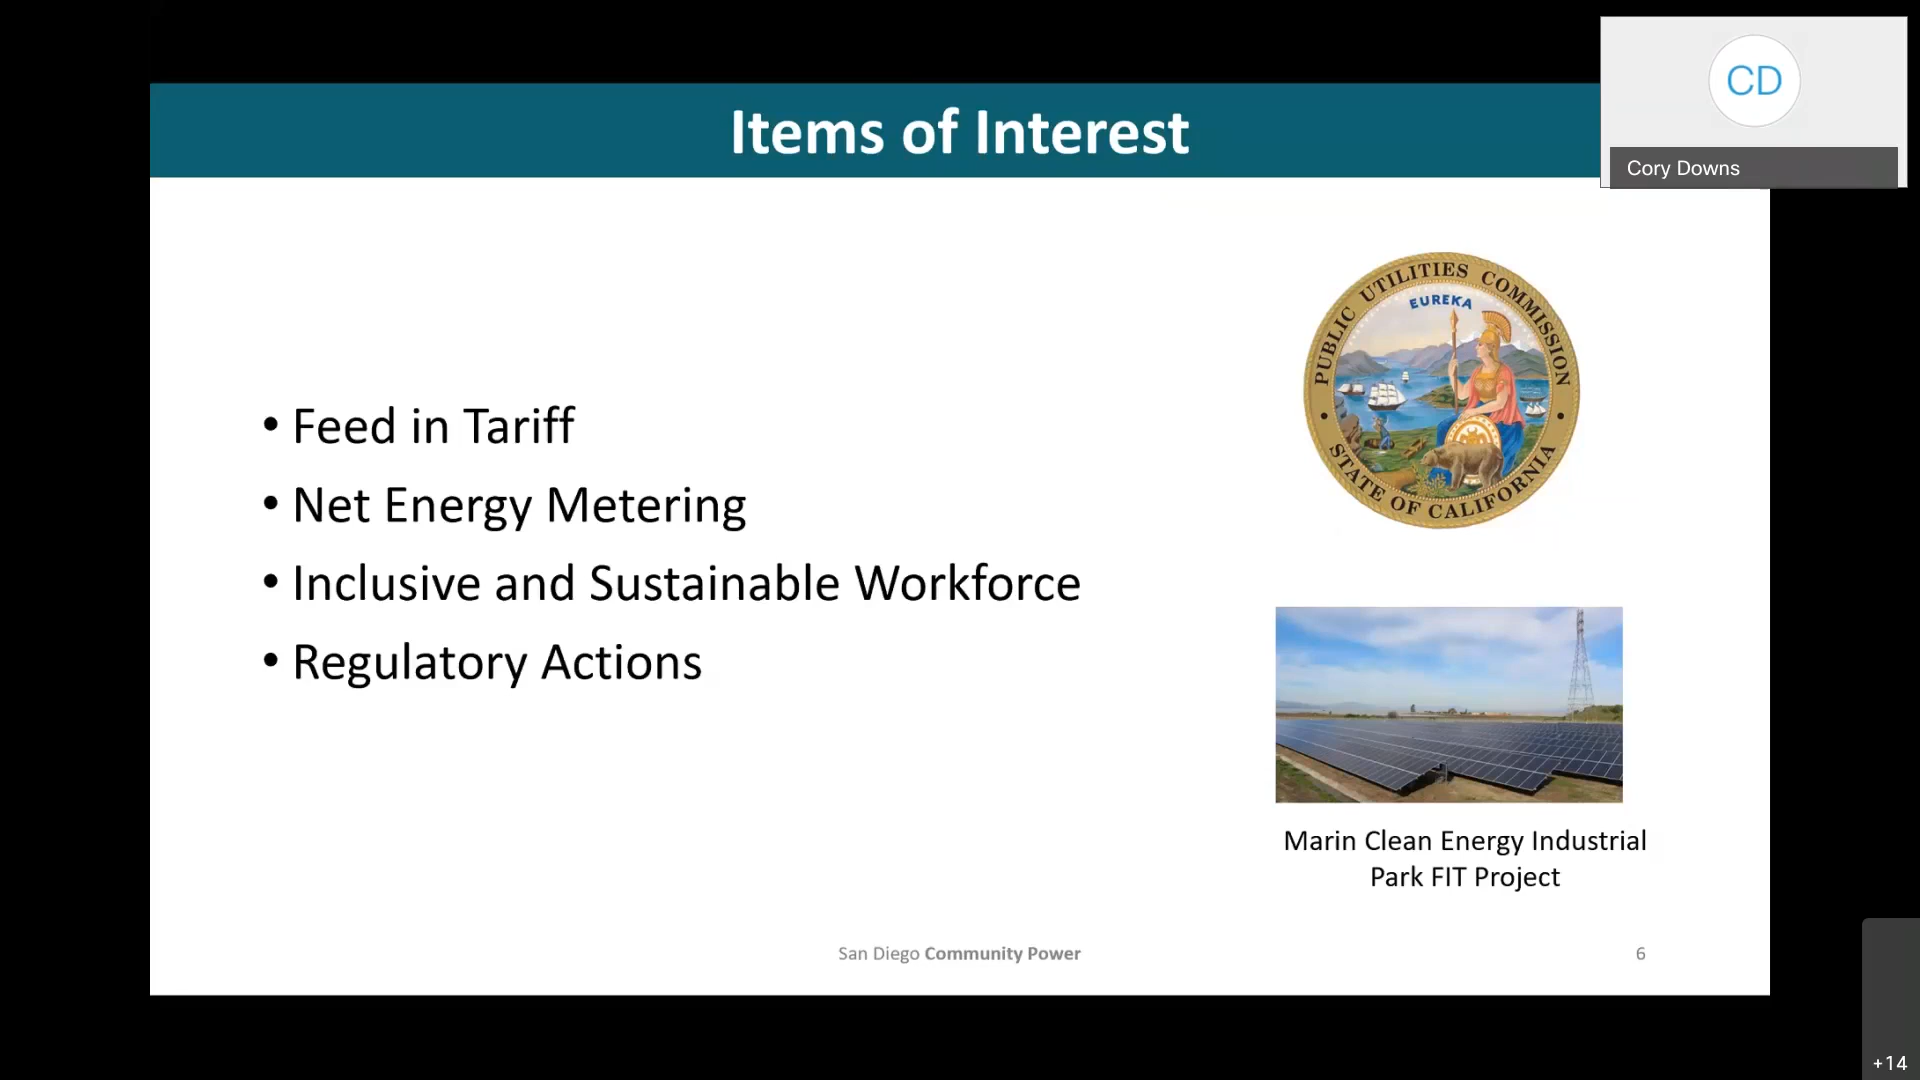 Items of Interest
CD
Cory Downs
PUBLIC UTILITIES COMMISSION
EUREKA
STATE OF CALIFORNIA
• Feed in Tariff
• Net Energy Metering
• Inclusive and Sustainable Workforce
• Regulatory Actions
Marin Clean Energy Industrial
Park FIT Project
San Diego Community Power
6
+14